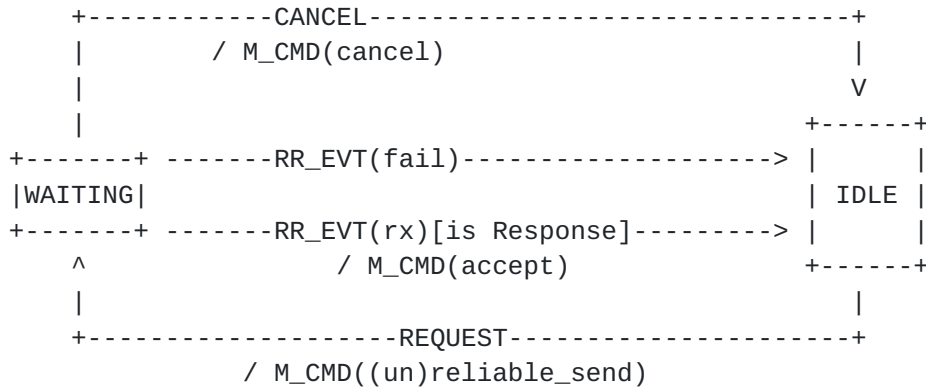 CANCEL
/ M_CMD(cancel)
V
RR_EVT(fail)
WAITING IDLE
RR_EVT(rx)[is Response]
/ M_CMD(accept)
REQUEST
/ M_CMD((un)reliable_send)